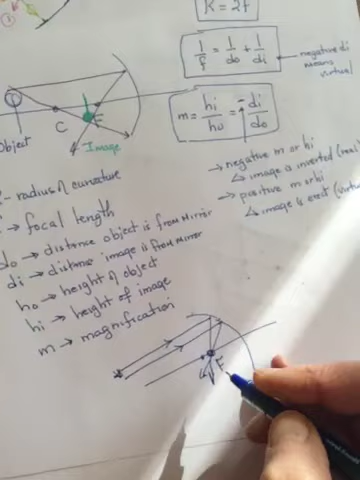 R = 2f
1/f = 1/do + 1/di
negative di
means
virtual
m = hi/ho = -di/do
Object
C
F
Image
→ negative m or hi
↳ image is inverted (real)
→ positive m or hi
↳ image is erect (virtu
- radius of curvature
→ focal length
do → distance object is from Mirror
di → distance image is from Mirror
ho → height of object
hi → height of image
m → magnification
F